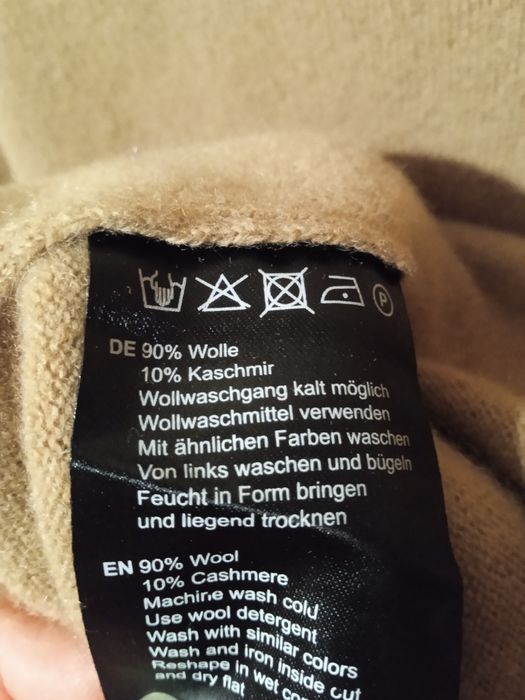 P
DE 90% Wolle
10% Kaschmir
Wollwaschgang kalt möglich
Wollwaschmittel verwenden
Mit ähnlichen Farben waschen
Von links waschen und bügeln
Feucht in Form bringen
und liegend trocknen
EN 90% Wool
10% Cashmere
Machine wash cold
Use wool detergent
Wash with similar colors
Wash and iron inside out
Reshape in wet
and dry flat